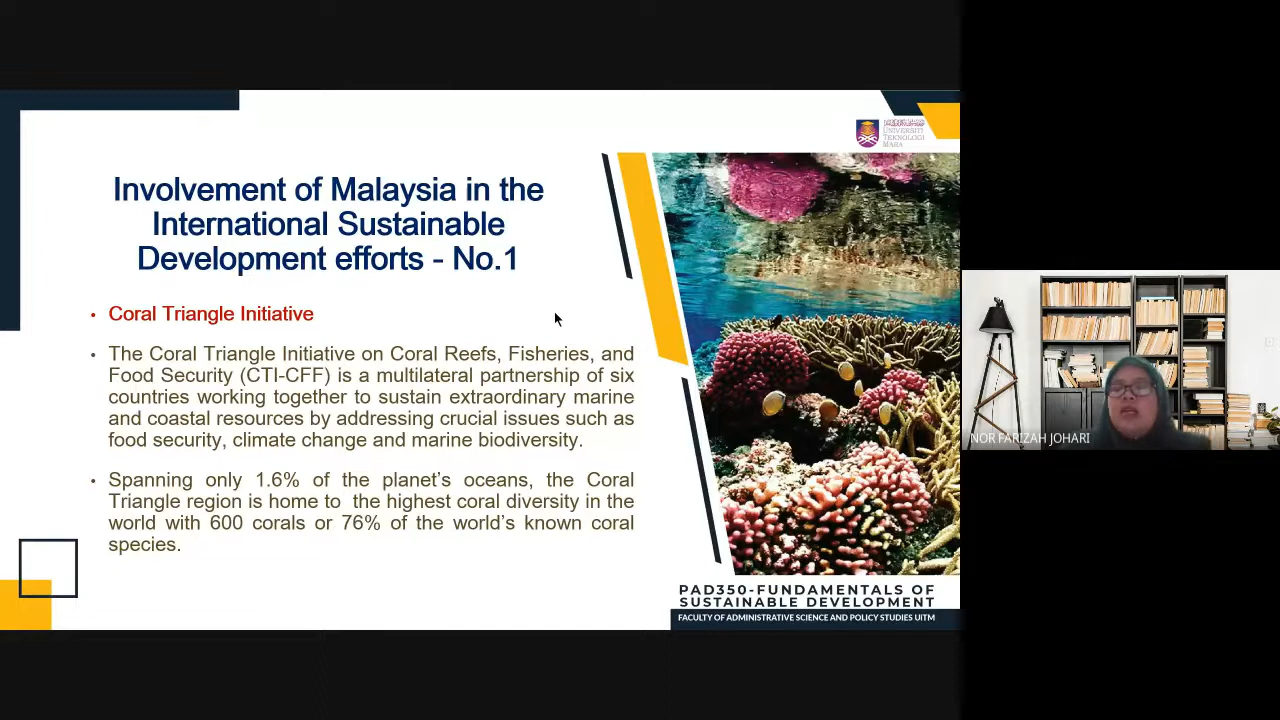 UNIVERSITI
TEKNOLOGI
MARA
Involvement of Malaysia in the
International Sustainable
Development efforts - No.1
• Coral Triangle Initiative
• The Coral Triangle Initiative on Coral Reefs, Fisheries, and
Food Security (CTI-CFF) is a multilateral partnership of six
countries working together to sustain extraordinary marine
and coastal resources by addressing crucial issues such as
food security, climate change and marine biodiversity.
• Spanning only 1.6% of the planet's oceans, the Coral
Triangle region is home to the highest coral diversity in the
world with 600 corals or 76% of the world's known coral
species.
PAD350-FUNDAMENTALS OF
SUSTAINABLE DEVELOPMENT
FACULTY OF ADMINISTRATIVE SCIENCE AND POLICY STUDIES UITM
NOR FARIZAH JOHARI